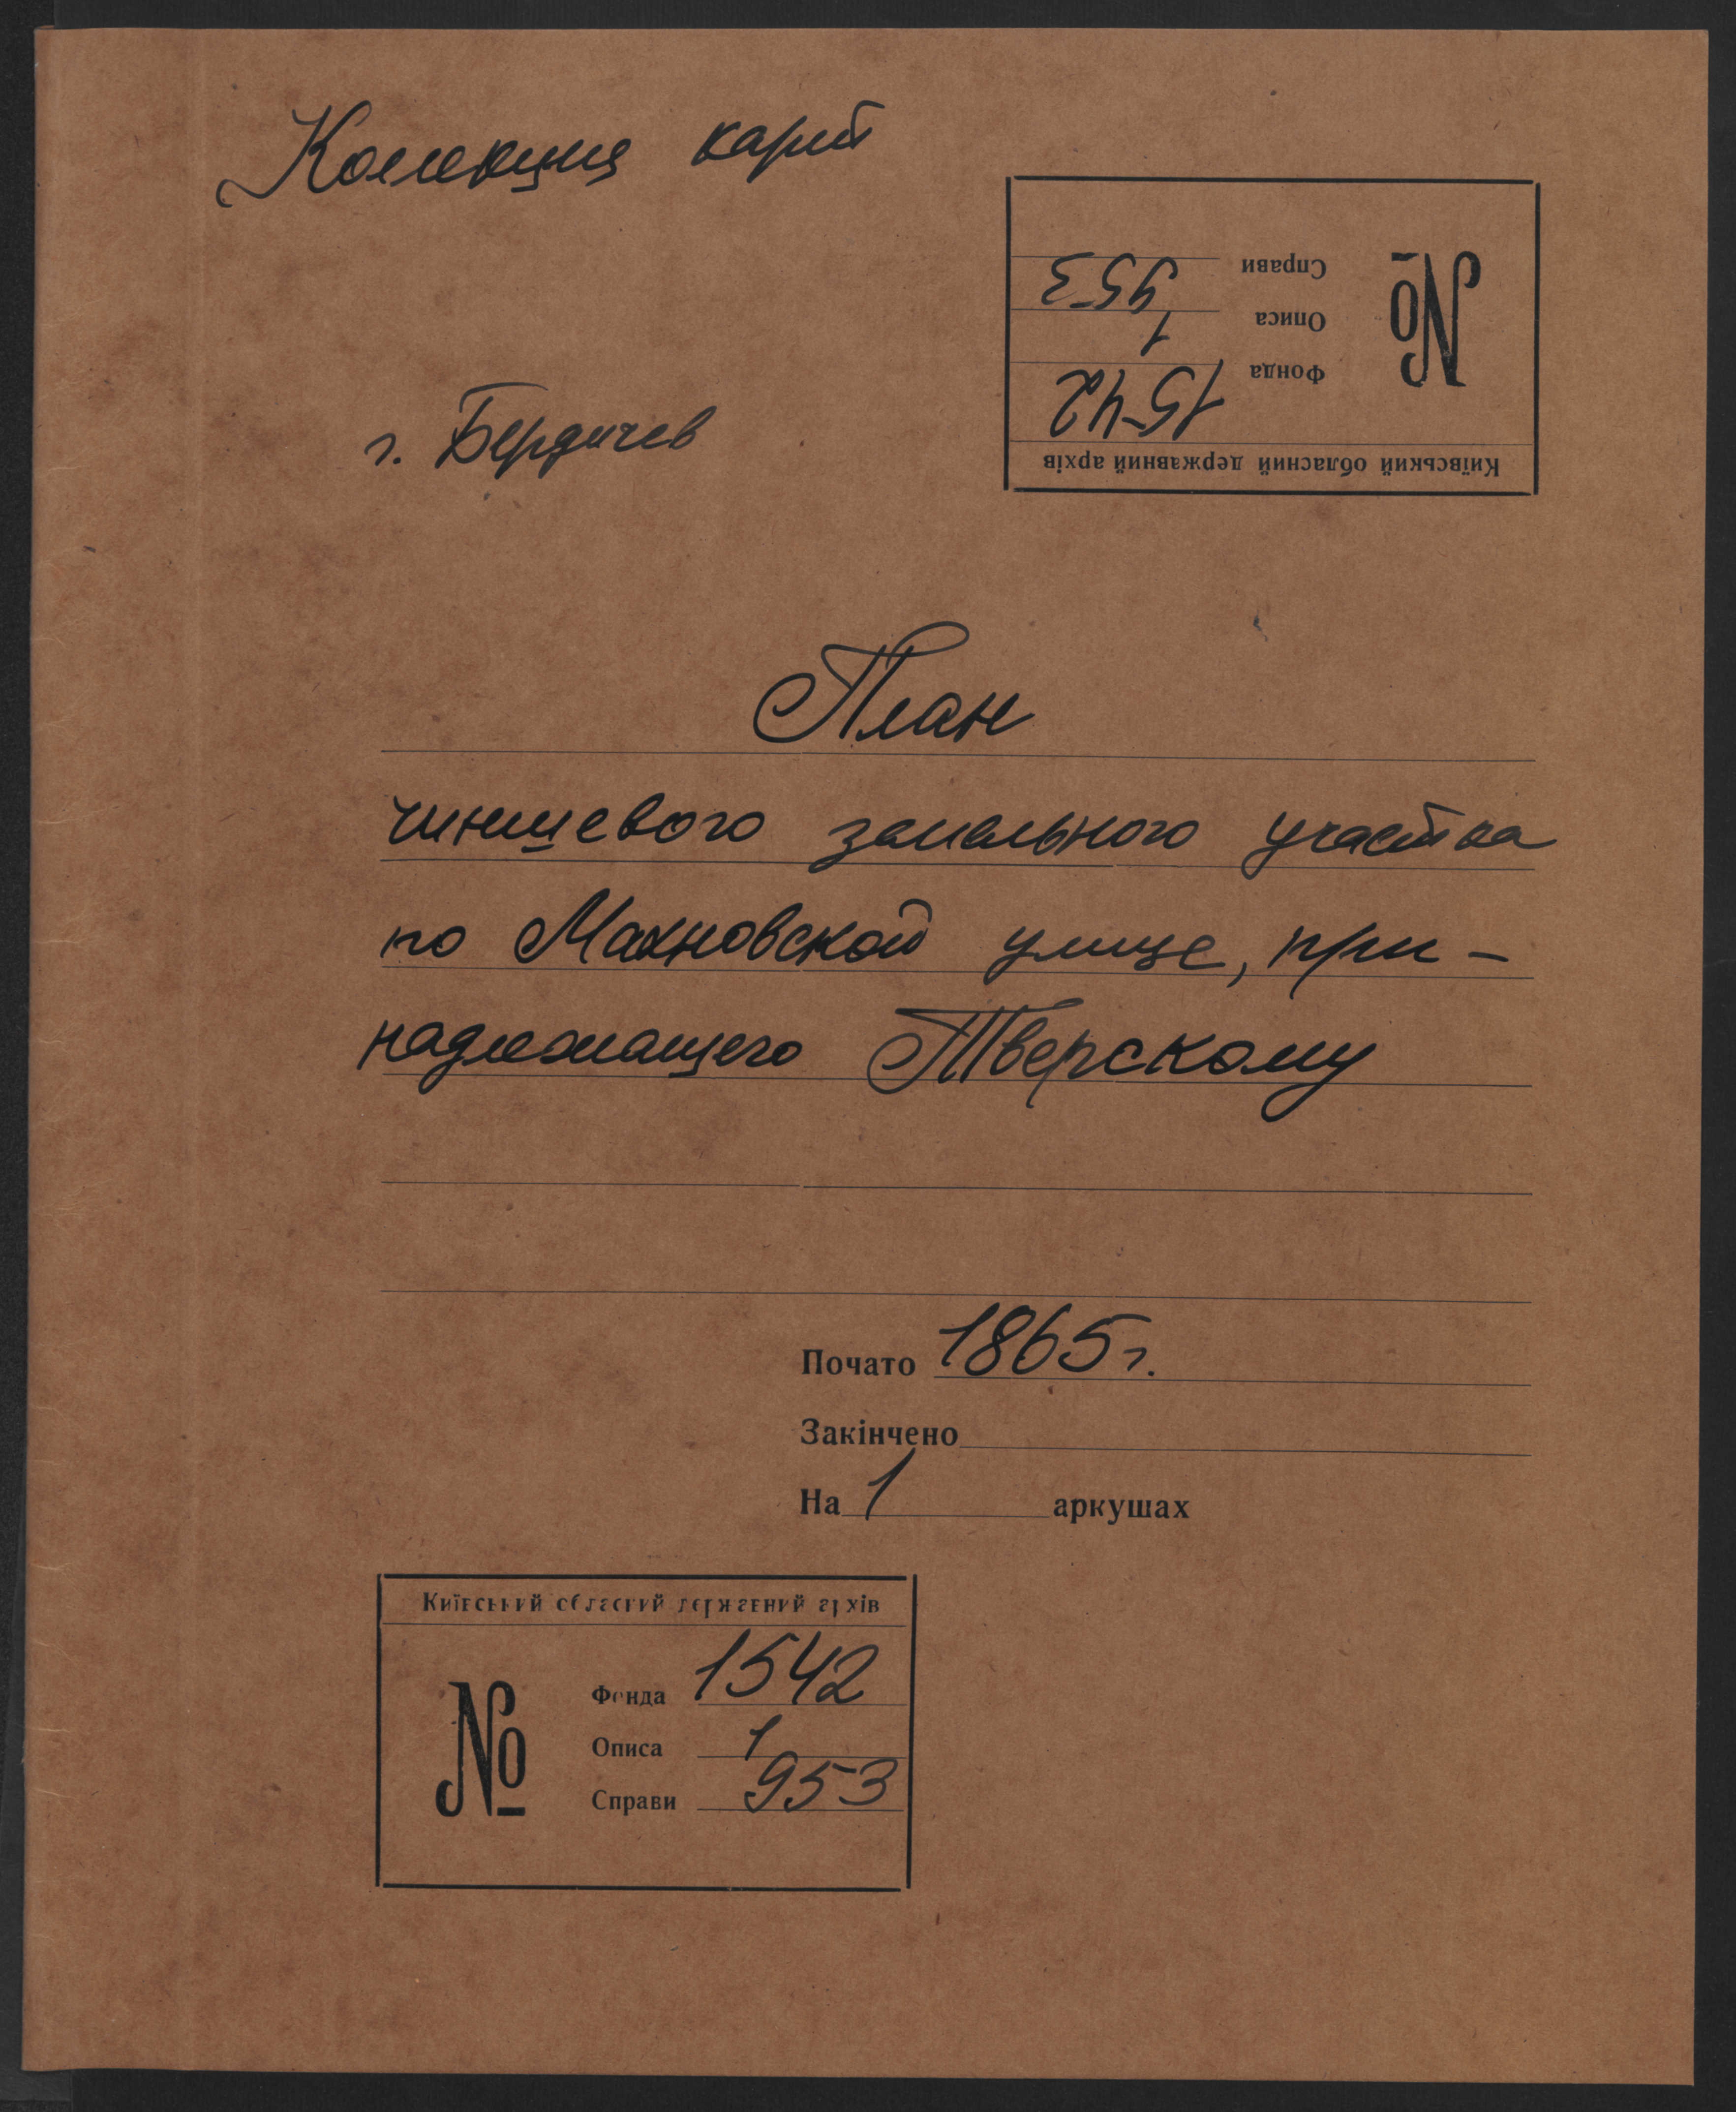 Коллекция карт
Київський обласний державний архів
№
Фонда 1542
Описа 1
Справи 953
г. Бердичев
План
чиншевого земельного участка
по Махновской улице, при-
надлежащего Тверскому
Почато 1865 г.
Закінчено
На 1 аркушах
Київський обласний державний архів
№
Фонда 1542
Описа 1
Справи 953